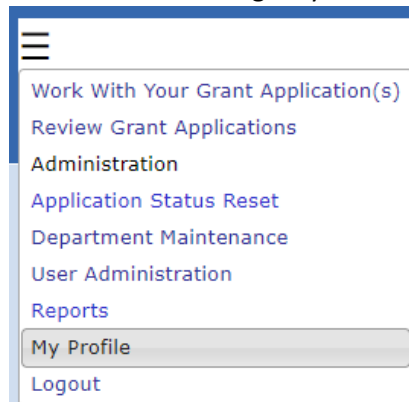 Work With Your Grant Application(s)
Review Grant Applications
Administration
Application Status Reset
Department Maintenance
User Administration
Reports
My Profile
Logout